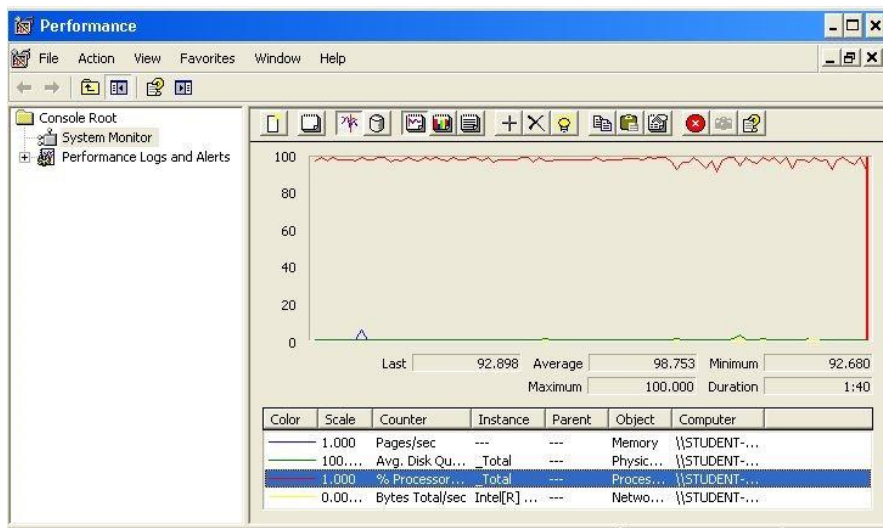 Performance
File Action View Favorites Window Help
Console Root
System Monitor
Performance Logs and Alerts
100
80
60
40
20
0
Last 92.898 Average 98.753 Minimum 92.680
Maximum 100.000 Duration 1:40
Color Scale Counter Instance Parent Object Computer
1.000 Pages/sec --- --- Memory \\STUDENT-...
100.... Avg. Disk Qu... _Total --- Physic... \\STUDENT-...
1.000 % Processor... _Total --- Proces... \\STUDENT-...
0.00... Bytes Total/sec Intel[R] ... --- Netwo... \\STUDENT-...